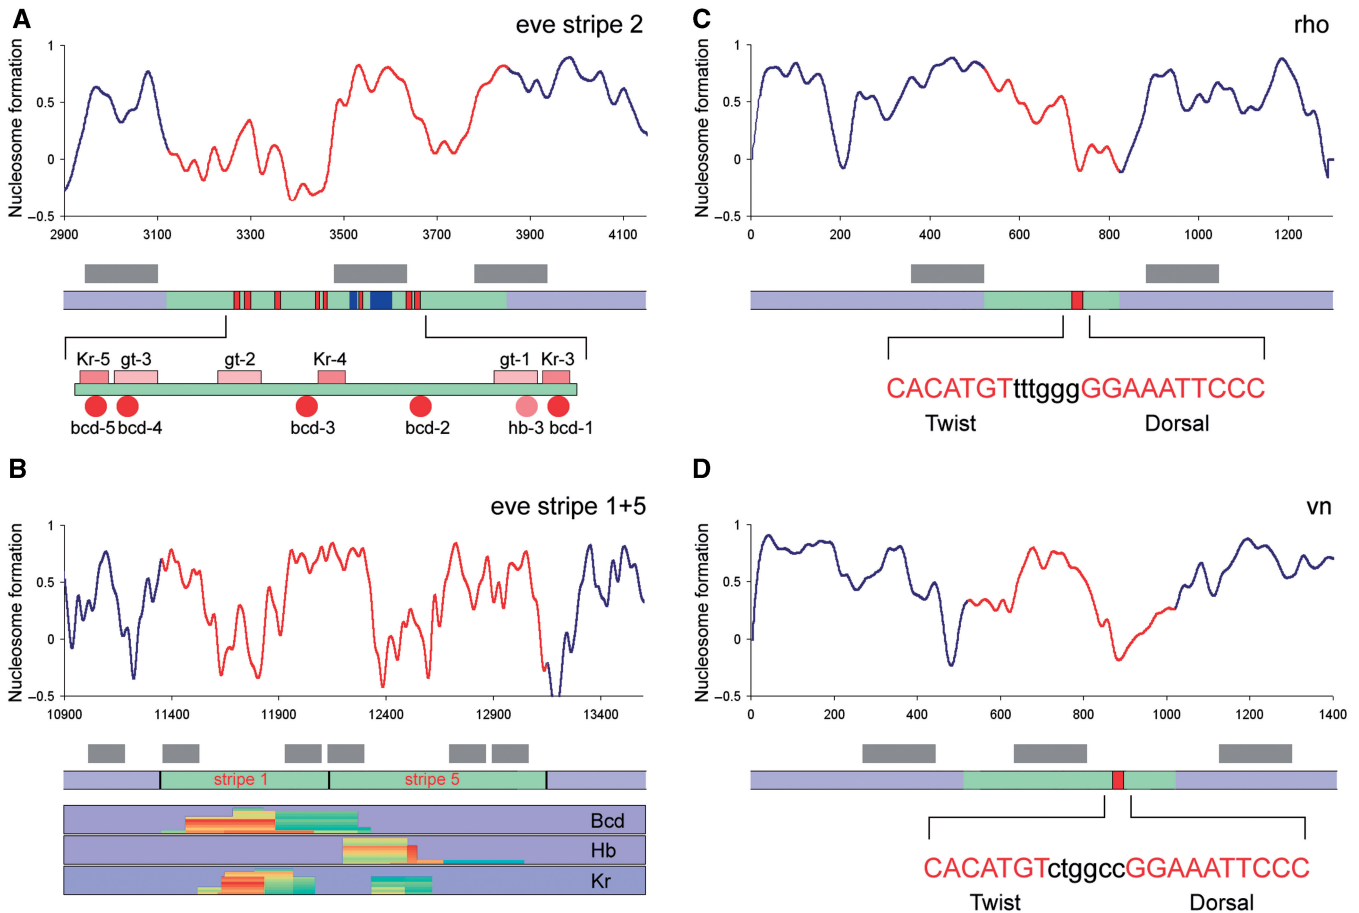 A
eve stripe 2
Nucleosome formation
1
0.5
0
−0.5
2900 3100 3300 3500 3700 3900 4100
Kr-5 gt-3 gt-2 Kr-4 gt-1 Kr-3
bcd-5 bcd-4 bcd-3 bcd-2 hb-3 bcd-1
B
eve stripe 1+5
Nucleosome formation
1
0.5
0
−0.5
10900 11400 11900 12400 12900 13400
stripe 1 stripe 5
Bcd
Hb
Kr
C
rho
Nucleosome formation
1
0.5
0
−0.5
0 200 400 600 800 1000 1200
CACATGTtttgggGGAAATTCCC
Twist Dorsal
D
vn
Nucleosome formation
1
0.5
0
−0.5
0 200 400 600 800 1000 1200 1400
CACATGTctggccGGAAATTCCC
Twist Dorsal